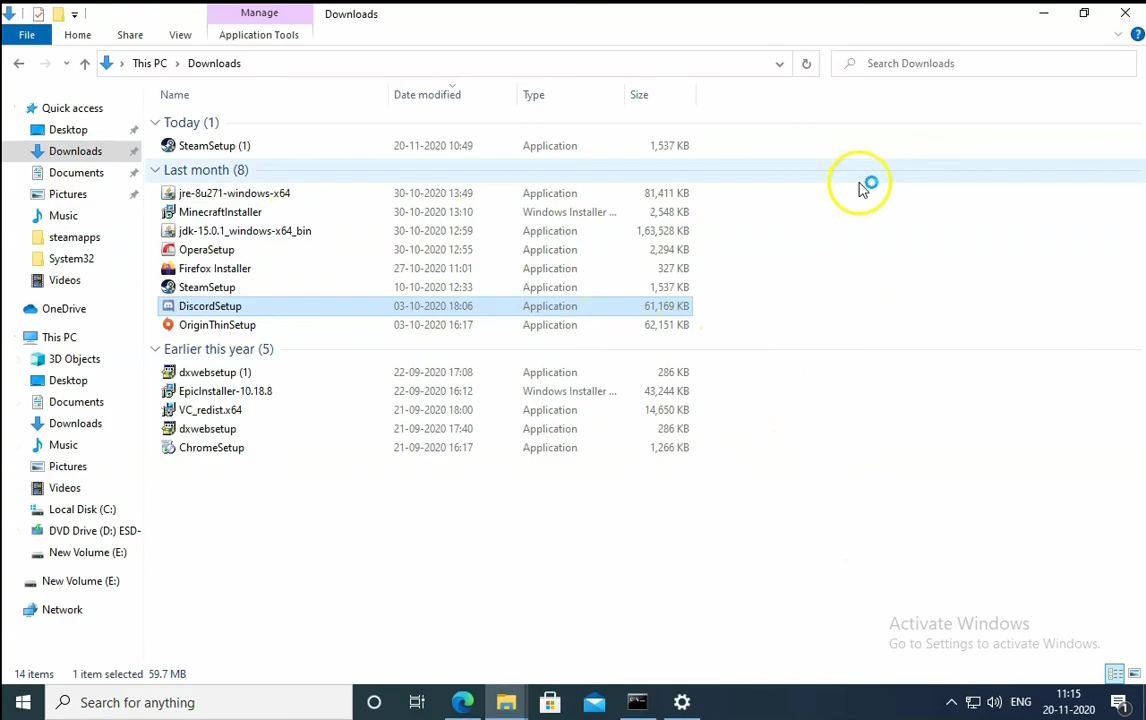 Manage
Downloads
File
Home
Share
View
Application Tools
This PC
Downloads
Search Downloads
Name
Date modified
Type
Size
Quick access
Desktop
Downloads
Documents
Pictures
Music
steamapps
System32
Videos
OneDrive
This PC
3D Objects
Desktop
Documents
Downloads
Music
Pictures
Videos
Local Disk (C:)
DVD Drive (D:) ESD-
New Volume (E:)
New Volume (E:)
Network
Today (1)
SteamSetup (1) 20-11-2020 10:49 Application 1,537 KB
Last month (8)
jre-8u271-windows-x64 30-10-2020 13:49 Application 81,411 KB
MinecraftInstaller 30-10-2020 13:10 Windows Installer ... 2,548 KB
jdk-15.0.1_windows-x64_bin 30-10-2020 12:59 Application 1,63,528 KB
OperaSetup 30-10-2020 12:55 Application 2,294 KB
Firefox Installer 27-10-2020 11:01 Application 327 KB
SteamSetup 10-10-2020 12:33 Application 1,537 KB
DiscordSetup 03-10-2020 18:06 Application 61,169 KB
OriginThinSetup 03-10-2020 16:17 Application 62,151 KB
Earlier this year (5)
dxwebsetup (1) 22-09-2020 17:08 Application 286 KB
EpicInstaller-10.18.8 22-09-2020 16:12 Windows Installer ... 43,244 KB
VC_redist.x64 21-09-2020 18:00 Application 14,650 KB
dxwebsetup 21-09-2020 17:40 Application 286 KB
ChromeSetup 21-09-2020 16:17 Application 1,266 KB
Activate Windows
Go to Settings to activate Windows.
14 items
1 item selected 59.7 MB
Search for anything
ENG
11:15
20-11-2020
1